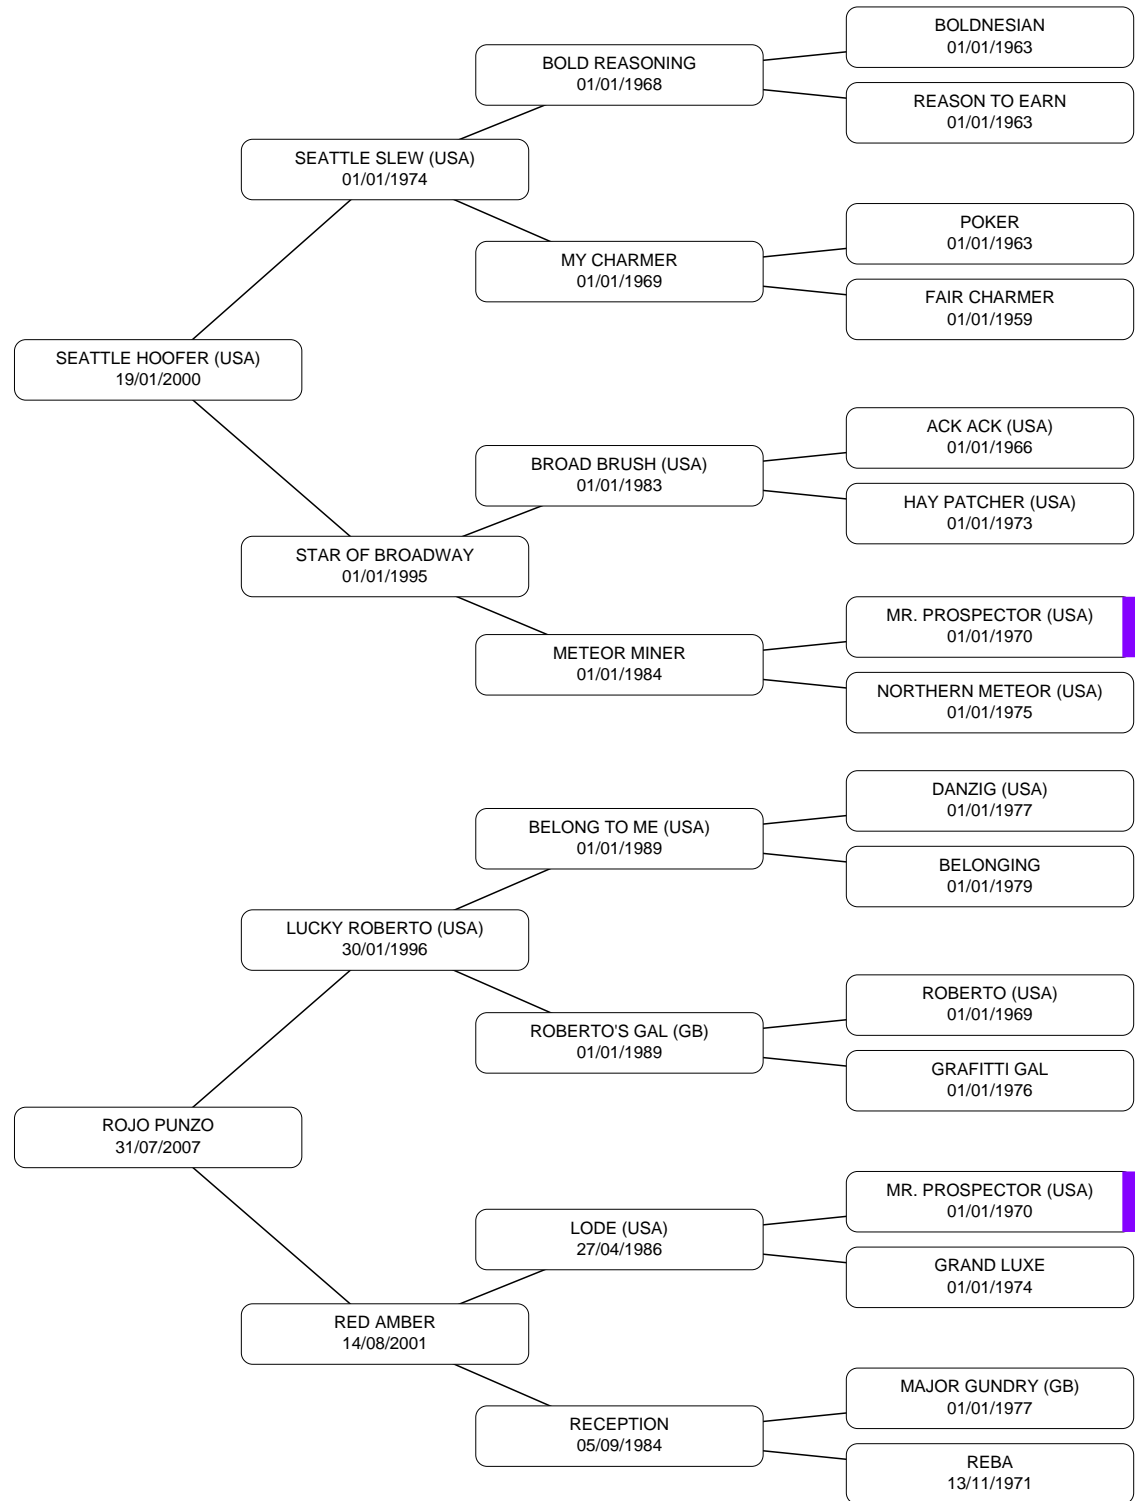 BOLDNESIAN
01/01/1963
BOLD REASONING
01/01/1968
REASON TO EARN
01/01/1963
SEATTLE SLEW (USA)
01/01/1974
POKER
01/01/1963
MY CHARMER
01/01/1969
FAIR CHARMER
01/01/1959
SEATTLE HOOFER (USA)
19/01/2000
ACK ACK (USA)
01/01/1966
BROAD BRUSH (USA)
01/01/1983
HAY PATCHER (USA)
01/01/1973
STAR OF BROADWAY
01/01/1995
MR. PROSPECTOR (USA)
01/01/1970
METEOR MINER
01/01/1984
NORTHERN METEOR (USA)
01/01/1975
DANZIG (USA)
01/01/1977
BELONG TO ME (USA)
01/01/1989
BELONGING
01/01/1979
LUCKY ROBERTO (USA)
30/01/1996
ROBERTO (USA)
01/01/1969
ROBERTO'S GAL (GB)
01/01/1989
GRAFITTI GAL
01/01/1976
ROJO PUNZO
31/07/2007
MR. PROSPECTOR (USA)
01/01/1970
LODE (USA)
27/04/1986
GRAND LUXE
01/01/1974
RED AMBER
14/08/2001
MAJOR GUNDRY (GB)
01/01/1977
RECEPTION
05/09/1984
REBA
13/11/1971